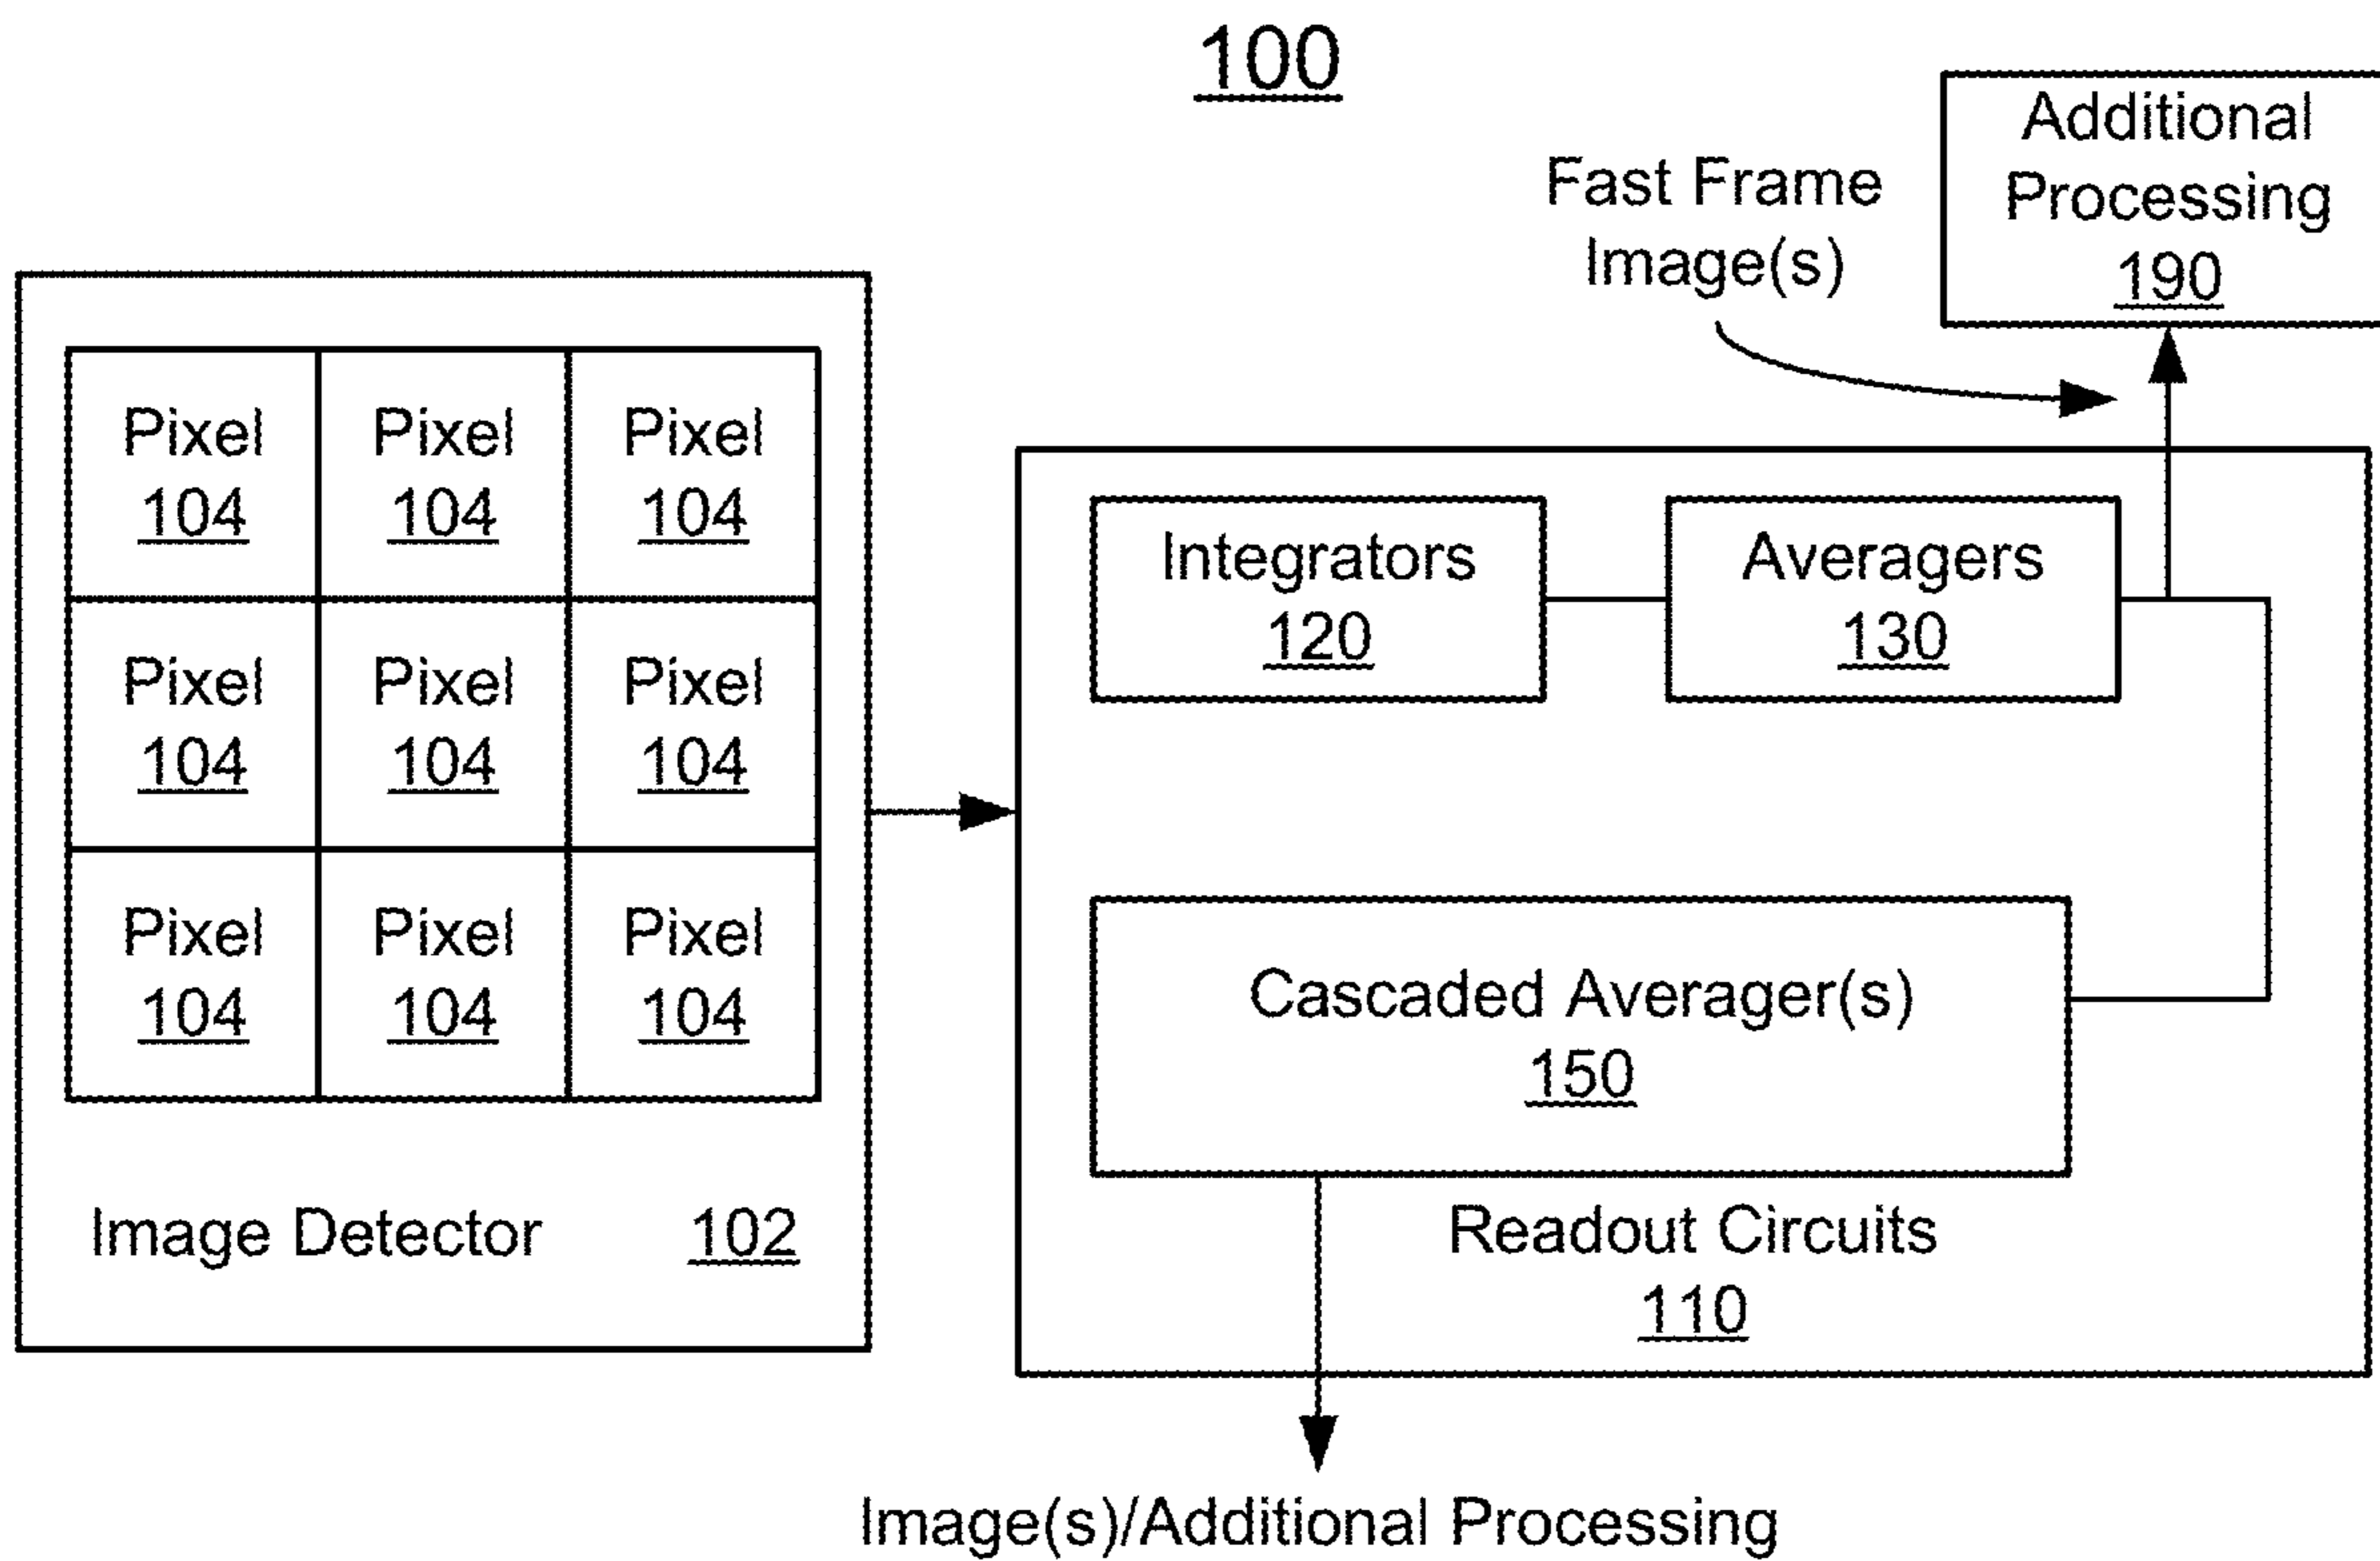 100
Additional
Processing
190
Fast Frame
Image(s)
Pixel Pixel Pixel
104 104 104
Pixel Pixel Pixel
104 104 104
Pixel Pixel Pixel
104 104 104
Image Detector 102
Integrators
120
Averagers
130
Cascaded Averager(s)
150
Readout Circuits
110
Image(s)/Additional Processing